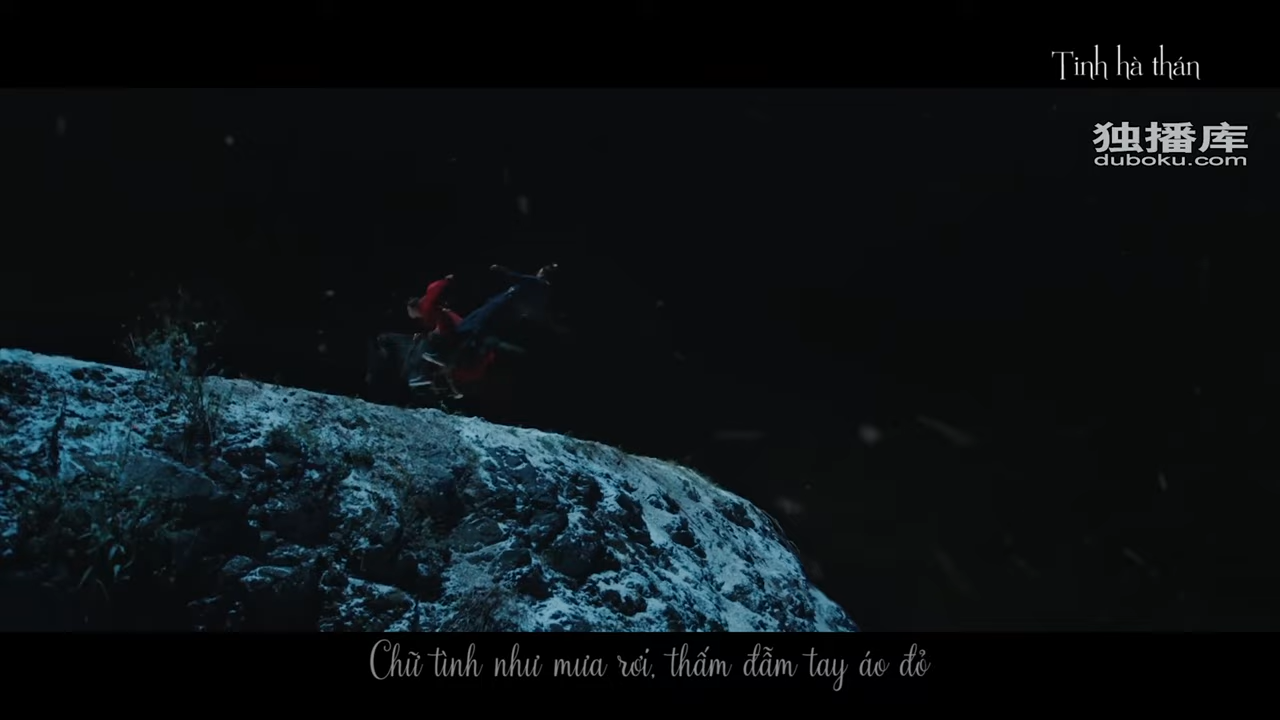 Tinh hà thán
独播库
duboku.com
Chữ tình như mưa rơi, thấm đẫm tay áo đỏ